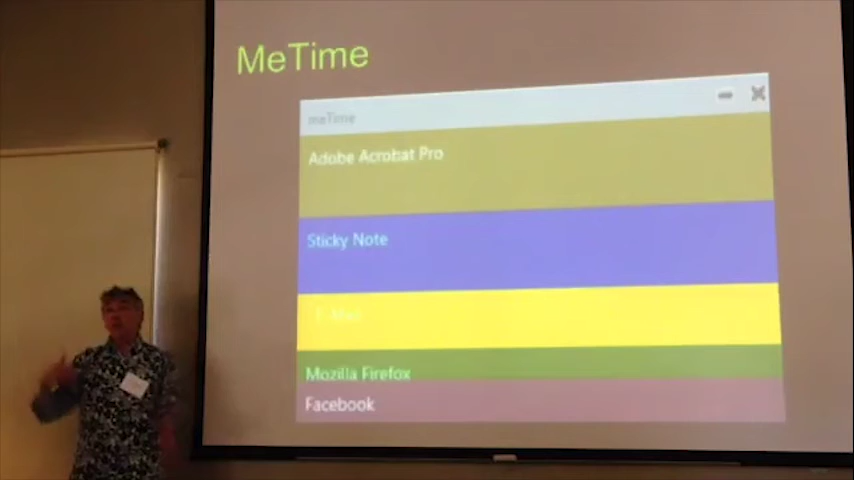 MeTime
meTime
Adobe Acrobat Pro
Sticky Note
Mozilla Firefox
Facebook